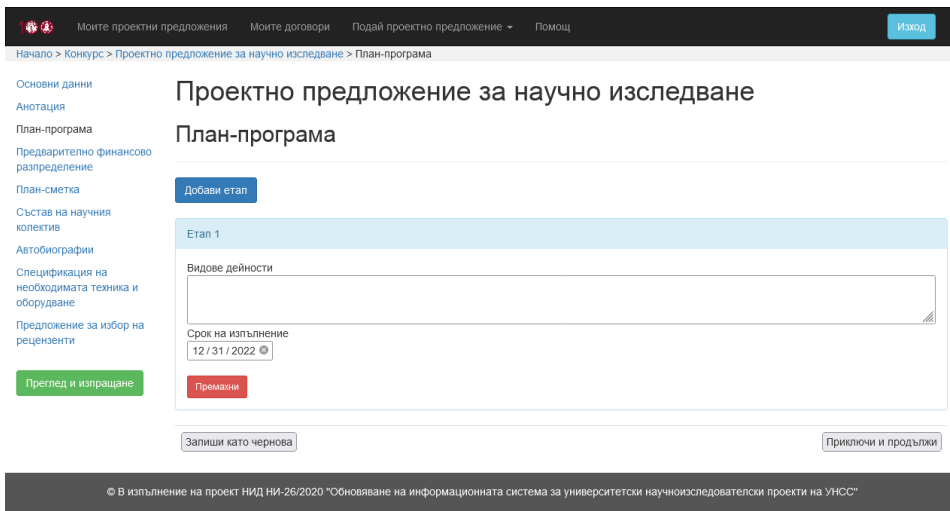 Моите проектни предложения Моите договори Подай проектно предложение Помощ Изход
Начало > Конкурс > Проектно предложение за научно изследване > План-програма
Основни данни
Анотация
План-програма
Предварително финансово
разпределение
План-сметка
Състав на научния
колектив
Автобиографии
Спецификация на
необходимата техника и
оборудване
Предложение за избор на
рецензенти
Преглед и изпращане
Проектно предложение за научно изследване
План-програма
Добави етап
Етап 1
Видове дейности
Срок на изпълнение
12 / 31 / 2022
Премахни
Запиши като чернова Приключи и продължи
© В изпълнение на проект НИД НИ-26/2020 "Обновяване на информационната система за университетски научноизследователски проекти на УНСС"